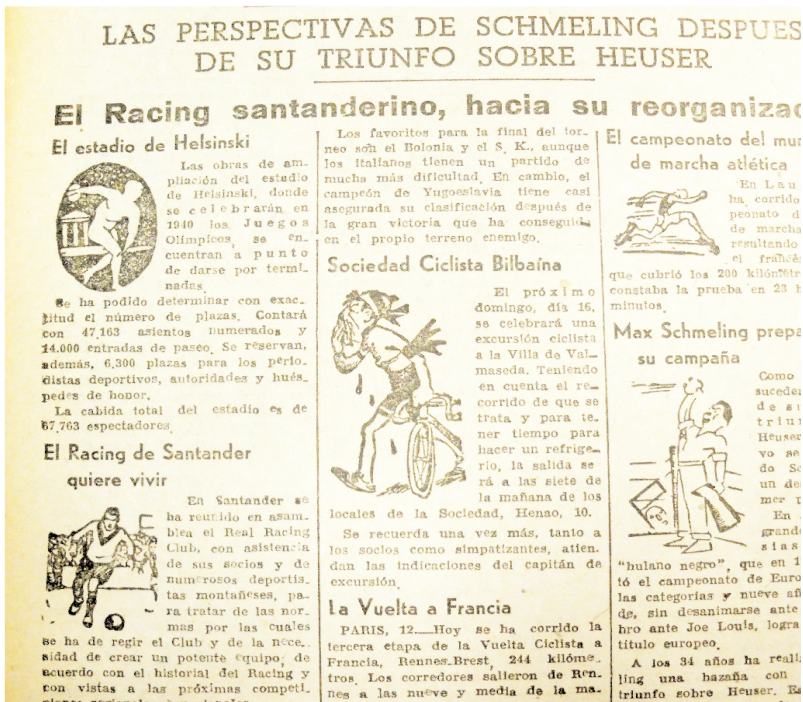 LAS PERSPECTIVAS DE SCHMELING DESPUES
DE SU TRIUNFO SOBRE HEUSER
El Racing santanderino, hacia su reorganizac
El estadio de Helsinki
Las obras de am-
pliación del estadio
de Helsinski, donde
se celebrarán en
1940 los Juegos
Olímpicos, se en-
cuentran a punto
de darse por termi-
nadas.
Se ha podido determinar con exac-
titud el número de plazas. Contará
con 47,163 asientos numerados y
14.000 entradas de paseo. Se reservan,
además, 6,300 plazas para los perio-
distas deportivos, autoridades y hués-
pedes de honor.
La cabida total del estadio es de
67,763 espectadores.
El Racing de Santander
quiere vivir
En Santander se
ha reunido en asam-
blea el Real Racing
Club, con asistencia
de sus socios y de
numerosos deportis-
tas montañeses, pa-
ra tratar de las nor-
mas por las cuales
se ha de regir el Club y de la nece-
sidad de crear un potente equipo, de
acuerdo con el historial del Racing y
con vistas a las próximas competi-
Los favoritos para la final del tor-
neo son el Bolonia y el S. K., aunque
los italianos tienen un partido de
mucha más dificultad. En cambio, el
campeón de Yugoeslavia tiene casi
asegurada su clasificación después de
la gran victoria que ha conseguido
en el propio terreno enemigo.
Sociedad Ciclista Bilbaína
El próximo
domingo, día 16,
se celebrará una
excursión ciclista
a la Villa de Val-
maseda. Teniendo
en cuenta el re-
corrido de que se
trata y para te-
ner tiempo para
hacer un refrige-
rio, la salida se
rá a las siete de
la mañana de los
locales de la Sociedad, Henao, 10.
Se recuerda una vez más, tanto a
los socios como simpatizantes, atien-
dan las indicaciones del capitán de
excursión.
La Vuelta a Francia
PARIS, 12.—Hoy se ha corrido la
tercera etapa de la Vuelta Ciclista a
Francia, Rennes-Brest, 244 kilóme-
tros. Los corredores salieron de Ren-
nes a las nueve y media de la ma-
El campeonato del mun
de marcha atlética
En Lau
ha corrido
peonato d
de marcha
resultando
el francés
que cubrió los 200 kilómetr
constaba la prueba en 23 h
minutos.
Max Schmeling prepa
su campaña
Como
suceder
de su
triun
Heuser
vo se
do Sc
un des
mer p
En
grande
sias
"hulano negro", que en 1
tó el campeonato de Euro
las categorías y nueve añ
de, sin desanimarse ante
bro ante Joe Louis, logra
título europeo.
A los 34 años ha reali
ling una hazaña con
triunfo sobre Heuser. Es